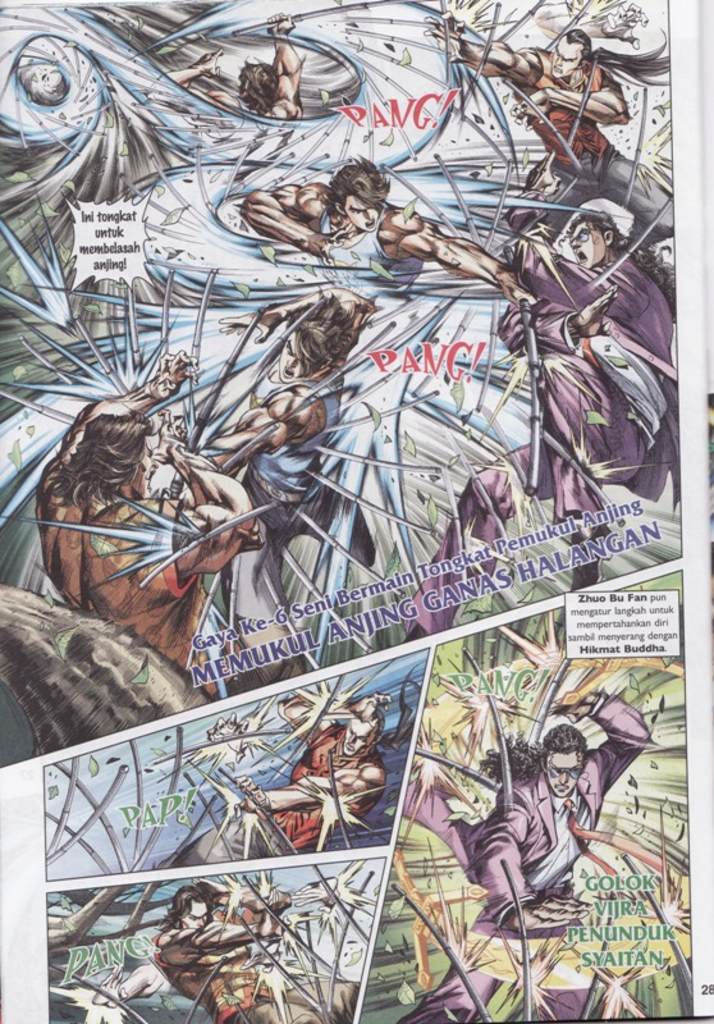 PANG!
Ini tongkat
untuk
membelasah
anjing!
PANG!
Gaya Ke-6 Seni Bermain Tongkat Pemukul Anjing
MEMUKUL ANJING GANAS HALANGAN
Zhuo Bu Fan pun
mengatur langkah untuk
mempertahankan diri
sambil menyerang dengan
Hikmat Buddha.
PANG!
PAP!
PANG!
GOLOK
VIJRA
PENUNDUK
SYAITAN
28